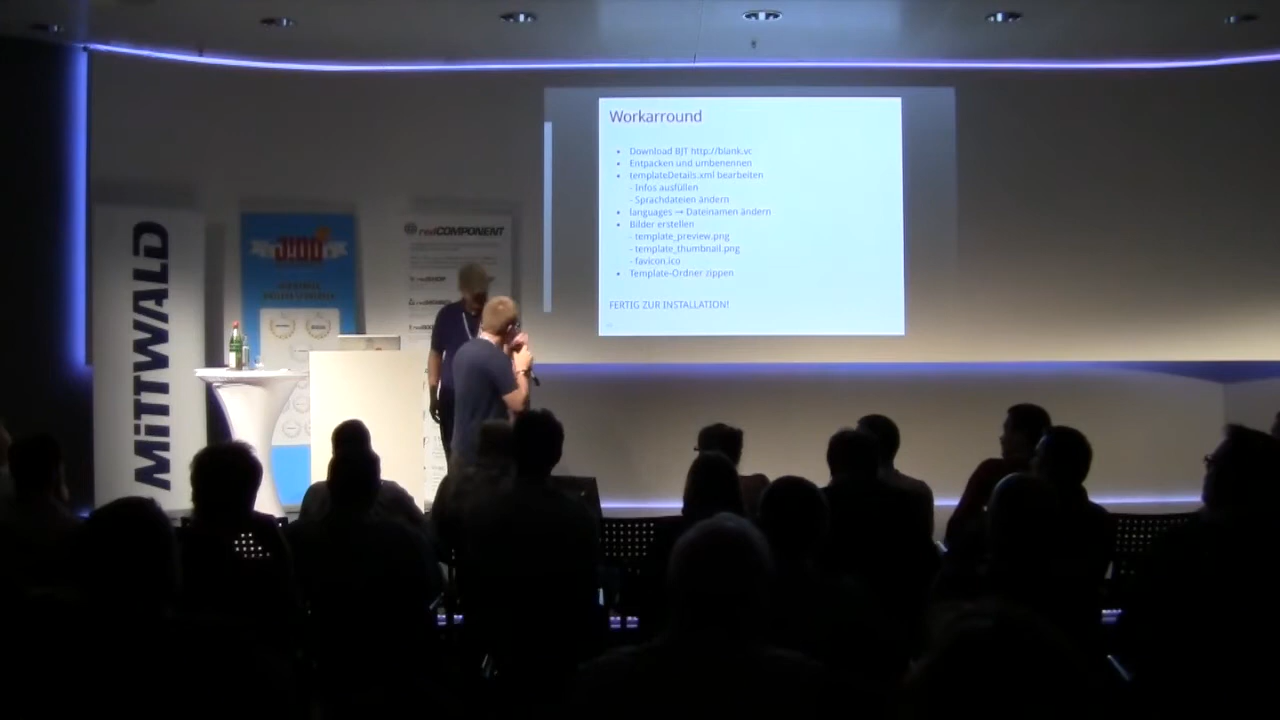 Workarround
• Download BJT http://blank.vc
• Entpacken und umbenennen
• templateDetails.xml bearbeiten
- Infos ausfüllen
- Sprachdateien ändern
• languages → Dateinamen ändern
• Bilder erstellen
- template_preview.png
- template_thumbnail.png
- favicon.ico
• Template-Ordner zippen
FERTIG ZUR INSTALLATION!
MITTWALD
redCOMPONENT